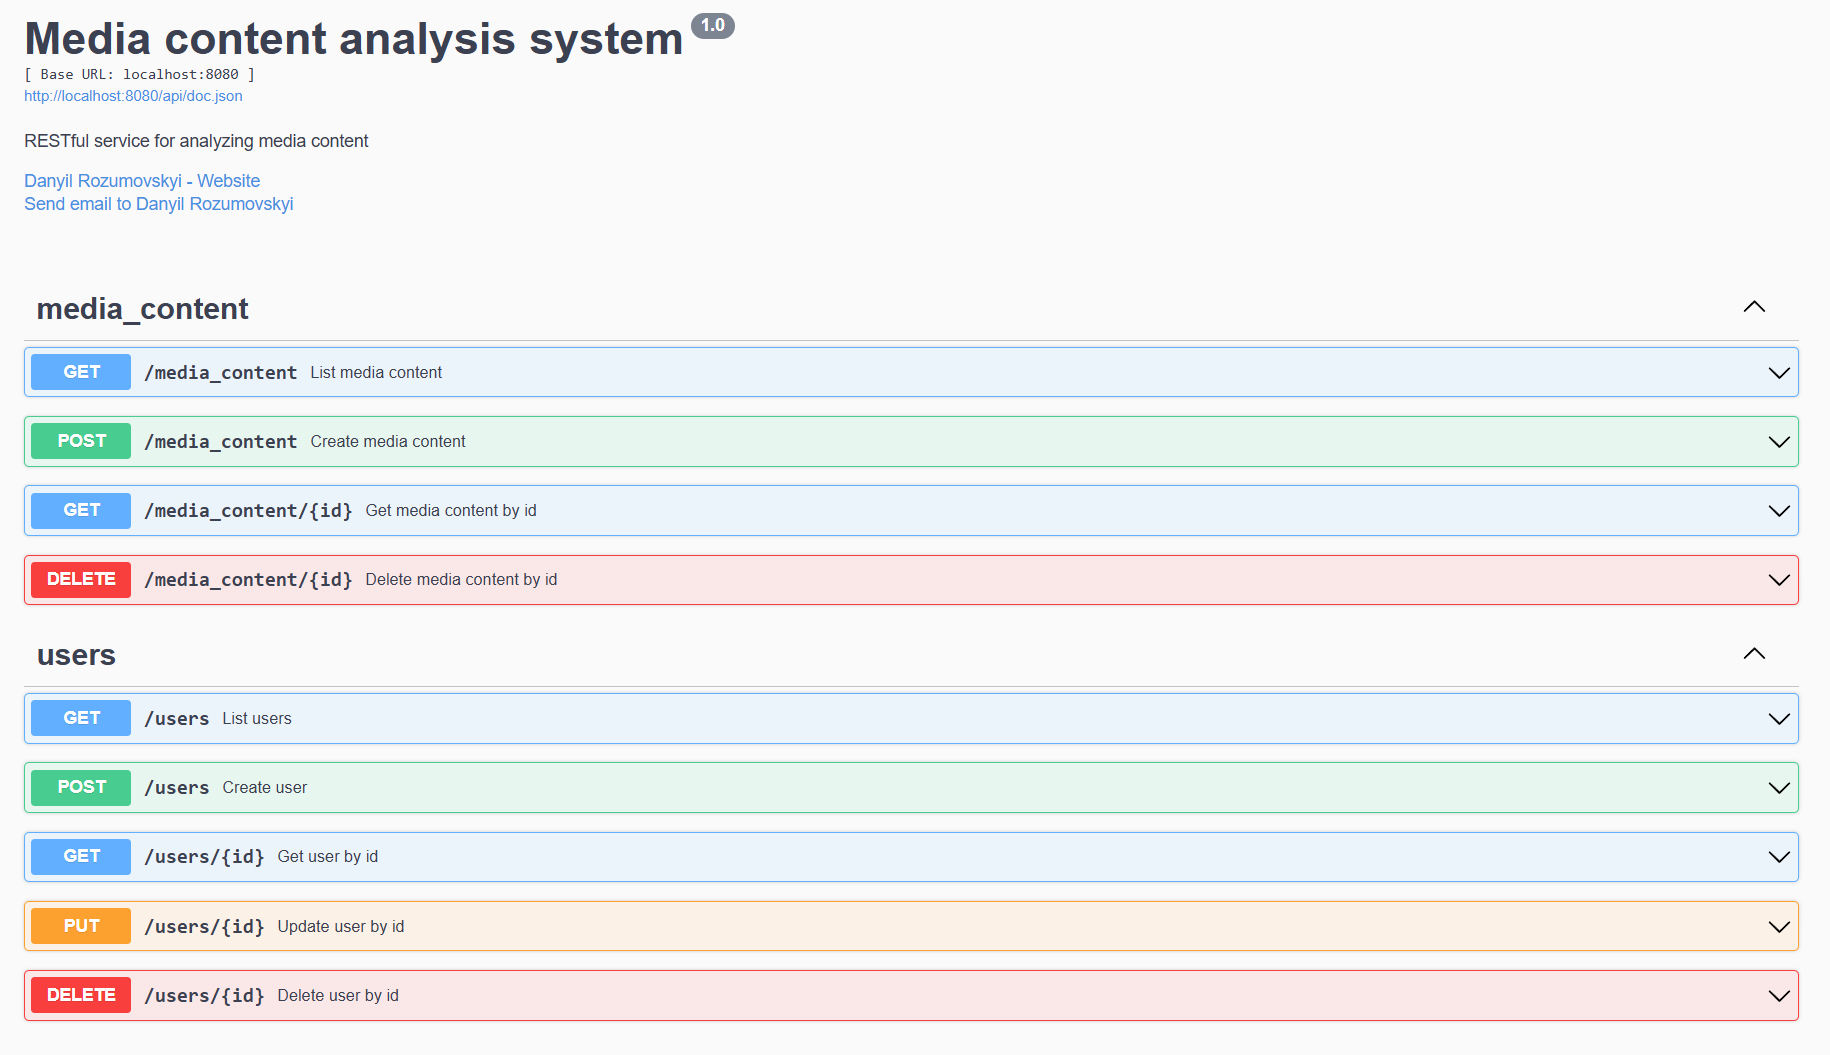 Media content analysis system 1.0
[ Base URL: localhost:8080 ]
http://localhost:8080/api/doc.json
RESTful service for analyzing media content
Danyil Rozumovskyi - Website
Send email to Danyil Rozumovskyi
media_content
GET /media_content List media content
POST /media_content Create media content
GET /media_content/{id} Get media content by id
DELETE /media_content/{id} Delete media content by id
users
GET /users List users
POST /users Create user
GET /users/{id} Get user by id
PUT /users/{id} Update user by id
DELETE /users/{id} Delete user by id